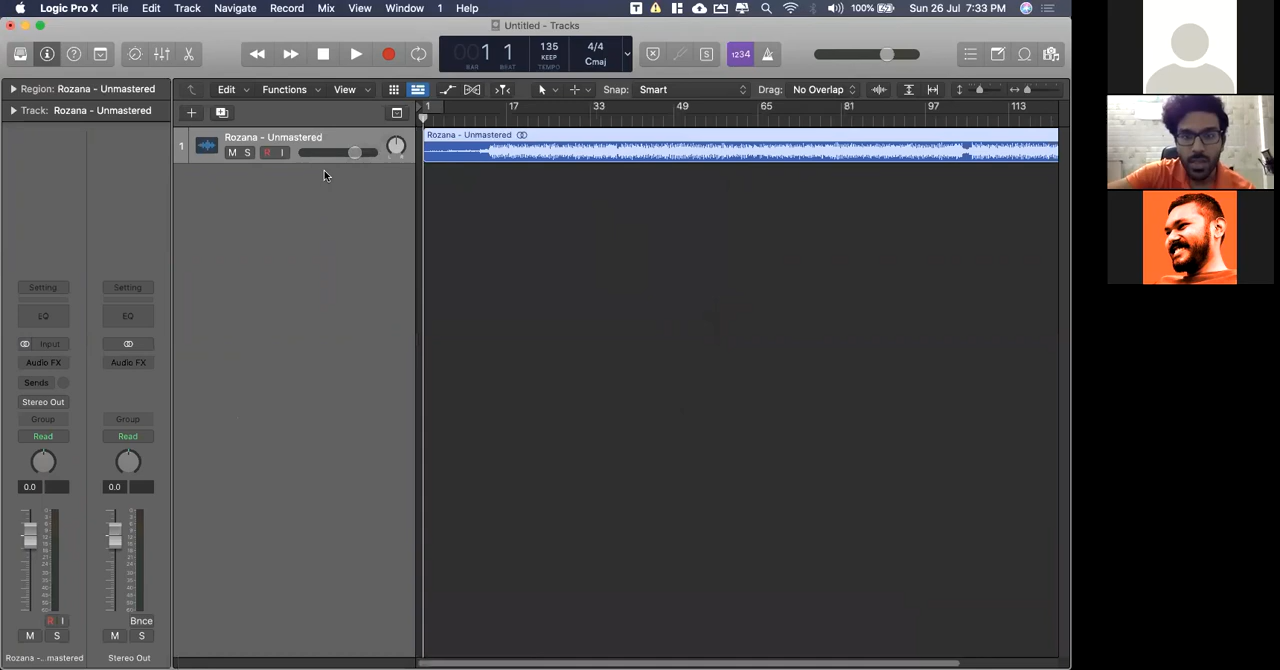 Logic Pro X File Edit Track Navigate Record Mix View Window 1 Help 100% Sun 26 Jul 7:33 PM
Untitled - Tracks
1 1 135 4/4
BAR BEAT KEEP TEMPO Cmaj
S 1234
Region: Rozana - Unmastered
Edit Functions View Snap: Smart Drag: No Overlap
Track: Rozana - Unmastered
1 17 33 49 65 81 97 113
1 Rozana - Unmastered
M S R I
Rozana - Unmastered
Setting Setting
EQ EQ
Input
Audio FX Audio FX
Sends
Stereo Out
Group Group
Read Read
0.0 0.0
R I Bnce
M S M S
Rozana -...mastered Stereo Out